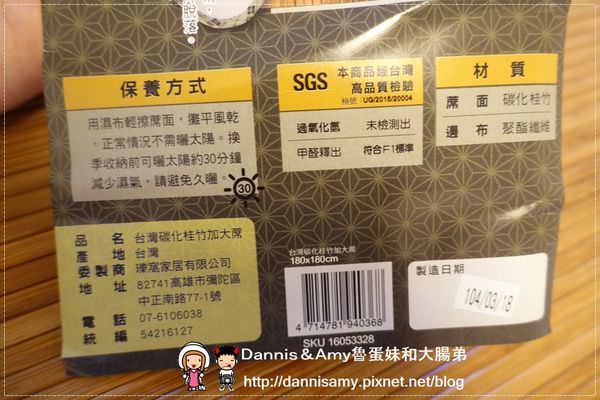 脫落。
保養方式
用濕布輕擦蓆面，攤平風乾
，正常情況不需曬太陽。換
季收納前可曬太陽約30分鐘
減少濕氣，請避免久曬。
30
SGS 本商品經台灣
高品質檢驗
格號：UG/2015/20004
過氧化氫 未檢測出
甲醛釋出 符合F1標準
材質
蓆面 碳化桂竹
邊布 聚酯纖維
品名 台灣碳化桂竹加大蓆
產地 台灣
委製商 瑋窩家居有限公司
地址 82741高雄市彌陀區
中正南路77-1號
電話 07-6106038
統編 54216127
台灣碳化桂竹加大蓆
180x180cm
4 714781 940368
SKU 16053328
製造日期
104/03/18
Dannis & Amy魯蛋妹和大腸弟
http://dannisamy.pixnet.net/blog